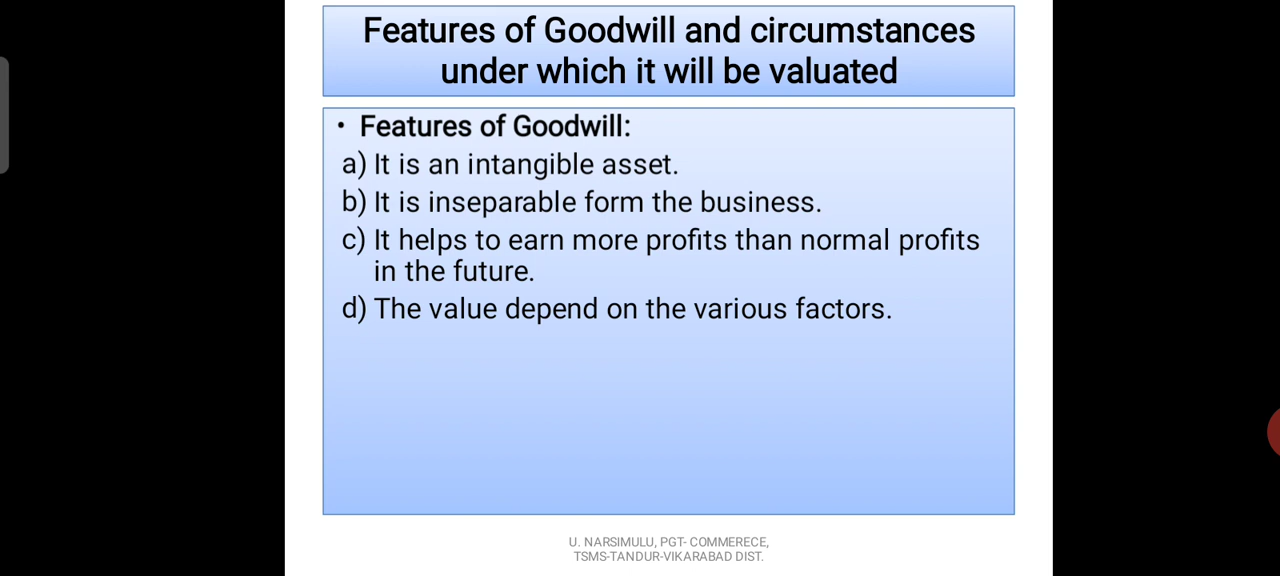 Features of Goodwill and circumstances
under which it will be valuated
• Features of Goodwill:
a) It is an intangible asset.
b) It is inseparable form the business.
c) It helps to earn more profits than normal profits
in the future.
d) The value depend on the various factors.
U. NARSIMULU, PGT- COMMERECE,
TSMS-TANDUR-VIKARABAD DIST.